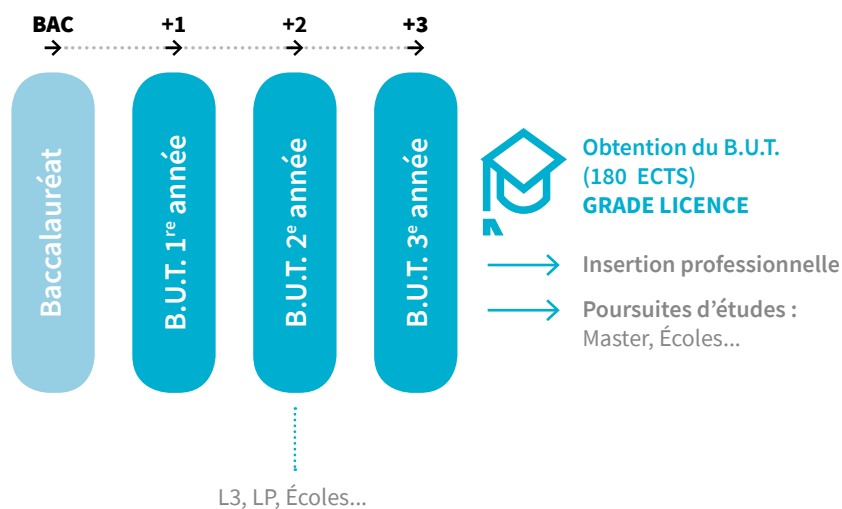 BAC +1 +2 +3
Baccalauréat
B.U.T. 1re année
B.U.T. 2e année
B.U.T. 3e année
Obtention du B.U.T.
(180 ECTS)
GRADE LICENCE
Insertion professionnelle
Poursuites d'études :
Master, Écoles...
L3, LP, Écoles...